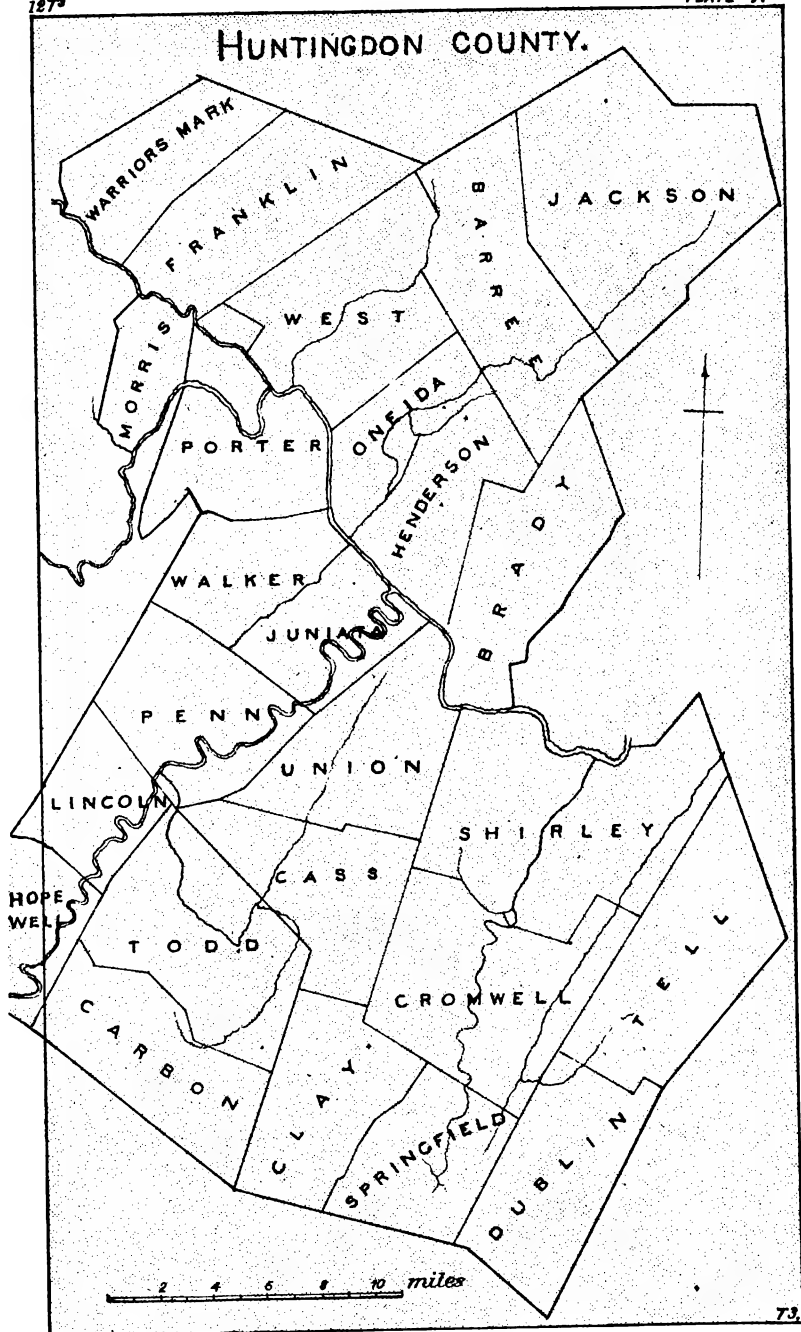 HUNTINGDON COUNTY.
WARRIORS MARK
FRANKLIN
BARREE
JACKSON
WEST
MORRIS
ONEIDA
PORTER
HENDERSON
BRADY
WALKER
JUNIATA
PENN
UNION
LINCOLN
SHIRLEY
CASS
HOPE
WELL
TODD
TELL
CROMWELL
CARBON
CLAY
SPRINGFIELD
DUBLIN
2 4 6 8 10 miles
T3.